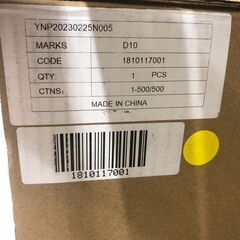 YNP20230225N005
MARKS D10
CODE 1810117001
QTY: 1 PCS
CTNS: 1-500/500
MADE IN CHINA
1810117001